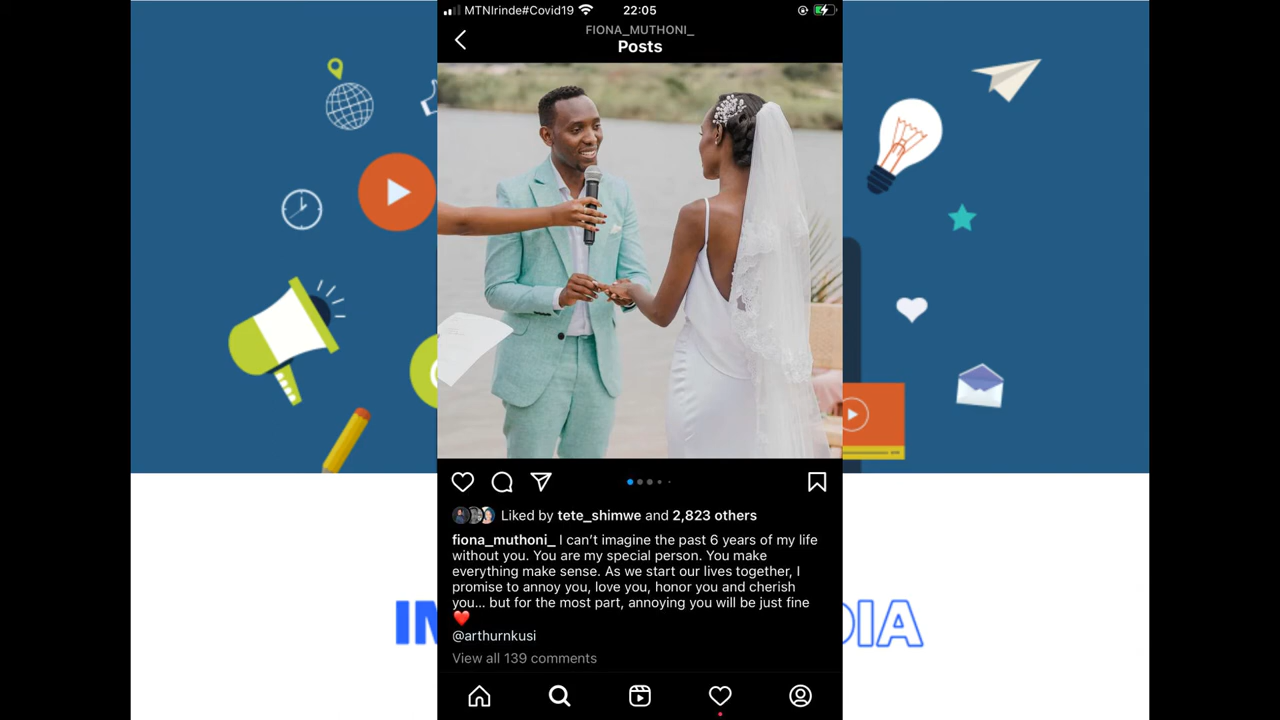 MTNIrinde#Covid19
22:05
FIONA_MUTHONI_
Posts
Liked by tete_shimwe and 2,823 others
fiona_muthoni_ I can’t imagine the past 6 years of my life
without you. You are my special person. You make
everything make sense. As we start our lives together, I
promise to annoy you, love you, honor you and cherish
you... but for the most part, annoying you will be just fine
❤️
@arthurnkusi
View all 139 comments
IM
DIA